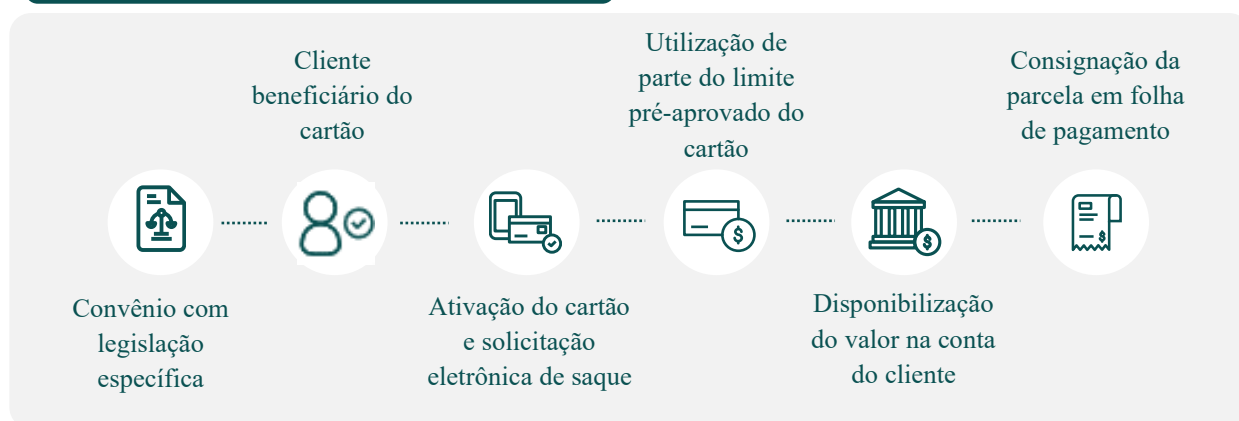 Convênio com
legislação
específica
Cliente
beneficiário do
cartão
Ativação do cartão
e solicitação
eletrônica de saque
Utilização de
parte do limite
pré-aprovado do
cartão
Disponibilização
do valor na conta
do cliente
Consignação da
parcela em folha
de pagamento